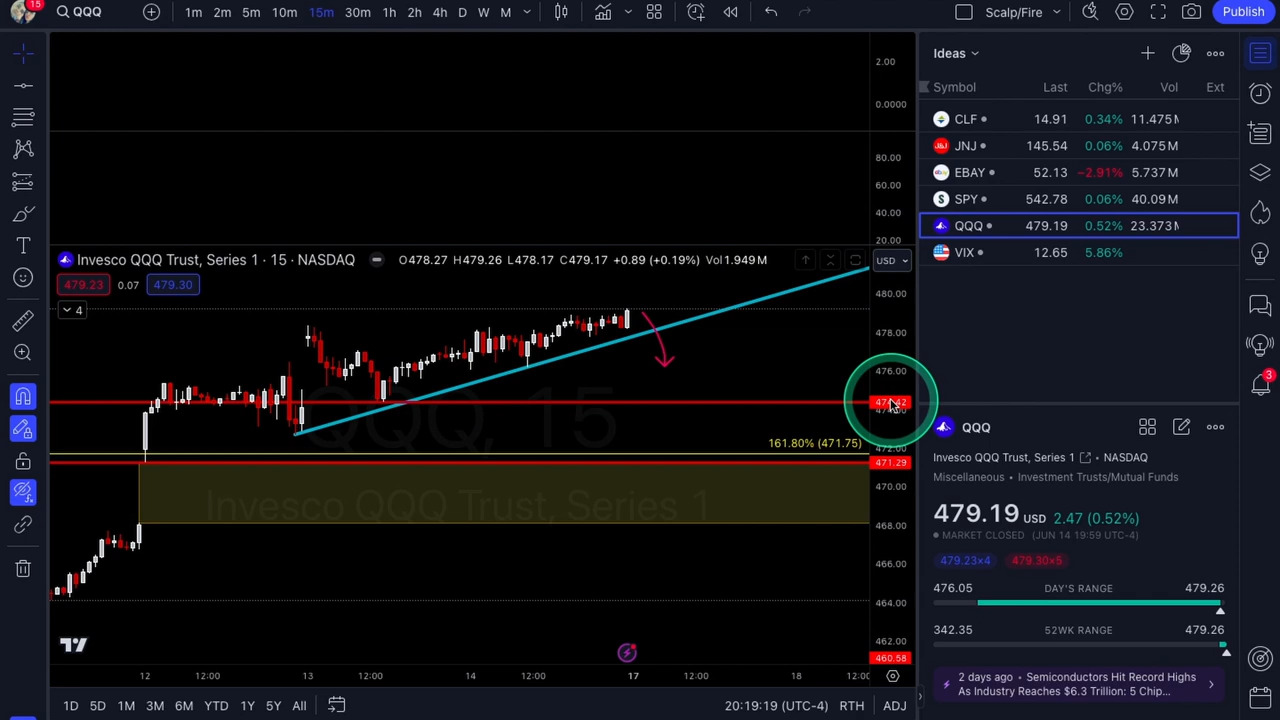 15
QQQ
1m 2m 5m 10m 15m 30m 1h 2h 4h D W M
Scalp/Fire
Publish
Ideas
Symbol Last Chg% Vol Ext
CLF 14.91 0.34% 11.475
JNJ 145.54 0.06% 4.075M
EBAY 52.13 −2.91% 5.737M
SPY 542.78 0.06% 40.09M
QQQ 479.19 0.52% 23.373
VIX 12.65 5.86%
2.00
0.0000
80.00
60.00
40.00
20.00
Invesco QQQ Trust, Series 1 · 15 · NASDAQ
O478.27 H479.26 L478.17 C479.17 +0.89 (+0.19%) Vol1.949M
USD
479.23 0.07 479.30
4
480.00
478.00
476.00
474.42
474.00
QQQ, 15
161.80% (471.75)
472.00
471.29
470.00
Invesco QQQ Trust, Series 1
468.00
466.00
464.00
462.00
460.58
12 12:00 13 12:00 14 12:00 17 12:00 18 12:00
1D 5D 1M 3M 6M YTD 1Y 5Y All
20:19:19 (UTC-4) RTH ADJ
QQQ
Invesco QQQ Trust, Series 1 • NASDAQ
Miscellaneous • Investment Trusts/Mutual Funds
479.19 USD 2.47 (0.52%)
MARKET CLOSED (JUN 14 19:59 UTC-4)
479.23×4 479.30×5
476.05 DAY'S RANGE 479.26
342.35 52WK RANGE 479.26
2 days ago • Semiconductors Hit Record Highs
As Industry Reaches $6.3 Trillion: 5 Chip...
3